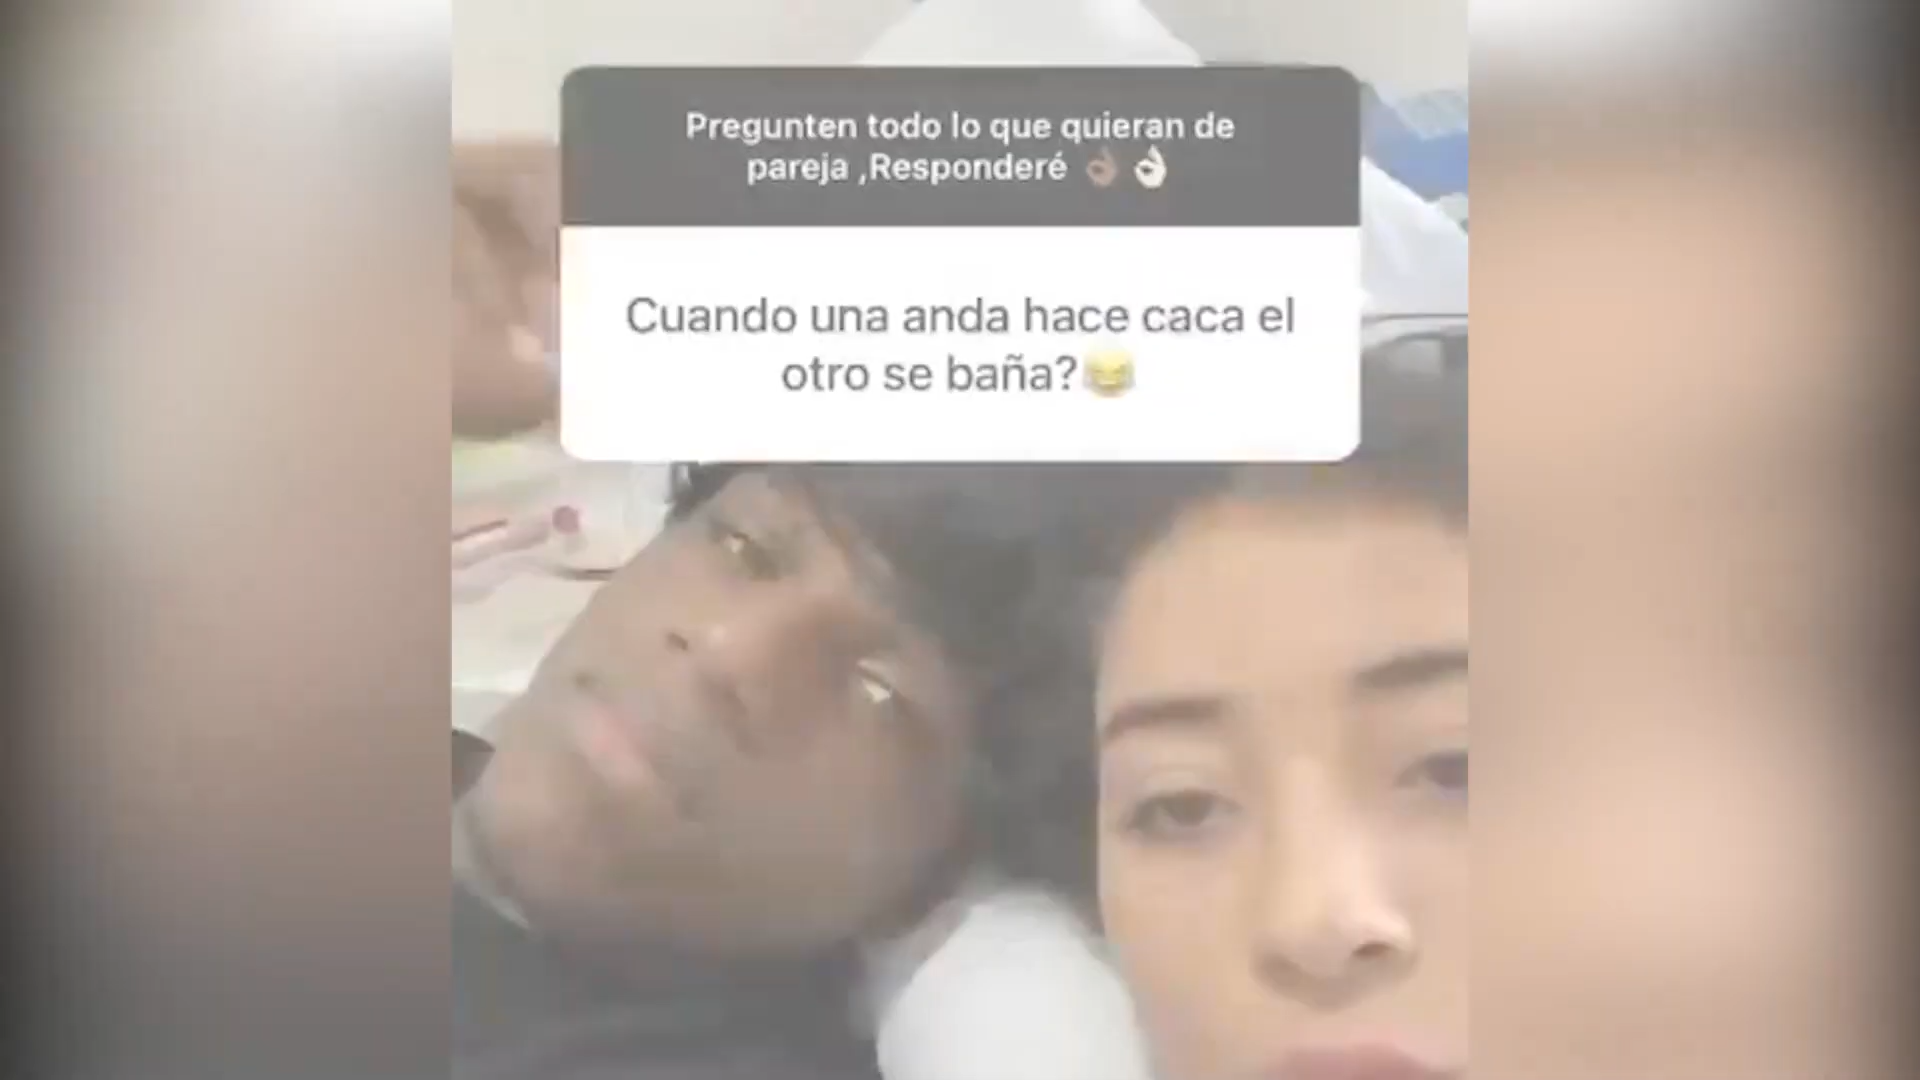 Pregunten todo lo que quieran de
pareja ,Responderé 👌🏾👌🏻
Cuando una anda hace caca el
otro se baña?😂